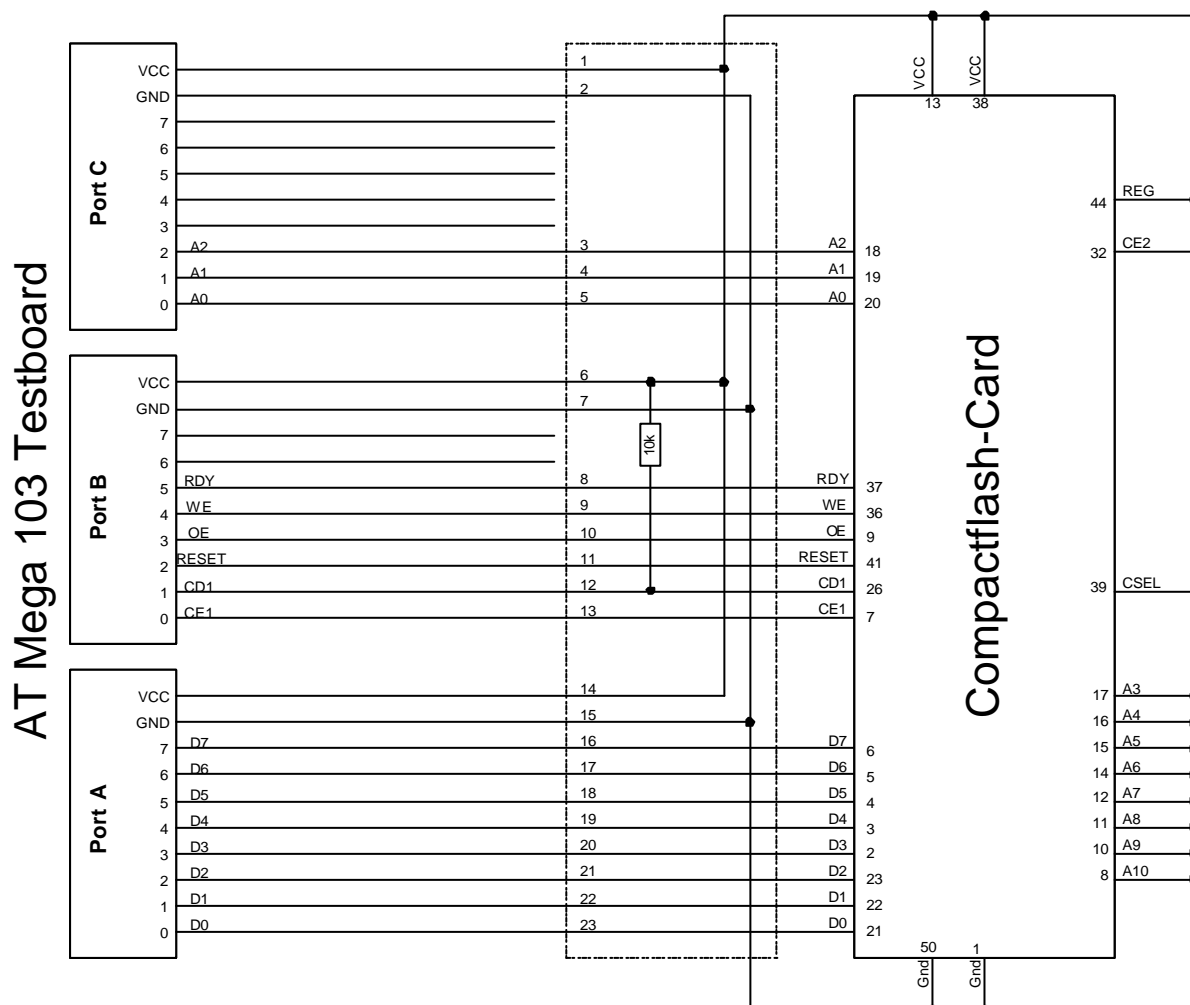 AT Mega 103 Testboard
Port C
VCC 1
GND 2
7
6
5
4
3
2 A2 3 A2 18
1 A1 4 A1 19
0 A0 5 A0 20
Port B
VCC 6
GND 7
7
6
10k
5 RDY 8 RDY 37
4 WE 9 WE 36
3 OE 10 OE 9
2 RESET 11 RESET 41
1 CD1 12 CD1 26
0 CE1 13 CE1 7
Port A
VCC 14
GND 15
7 D7 16 D7 6
6 D6 17 D6 5
5 D5 18 D5 4
4 D4 19 D4 3
3 D3 20 D3 2
2 D2 21 D2 23
1 D1 22 D1 22
0 D0 23 D0 21
Compactflash-Card
VCC 13
VCC 38
44 REG
32 CE2
39 CSEL
17 A3
16 A4
15 A5
14 A6
12 A7
11 A8
10 A9
8 A10
50 Gnd
1 Gnd